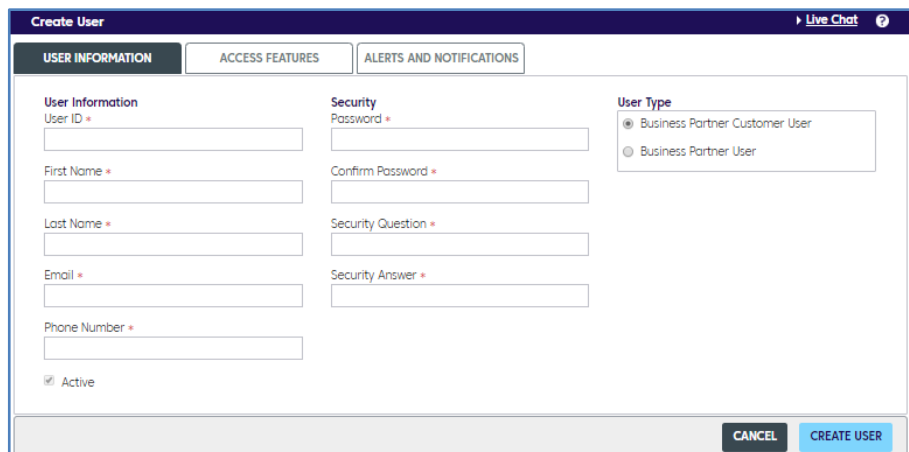 Create User
Live Chat
?
USER INFORMATION
ACCESS FEATURES
ALERTS AND NOTIFICATIONS
User Information
User ID *
First Name *
Last Name *
Email *
Phone Number *
Active
Security
Password *
Confirm Password *
Security Question *
Security Answer *
User Type
Business Partner Customer User
Business Partner User
CANCEL
CREATE USER